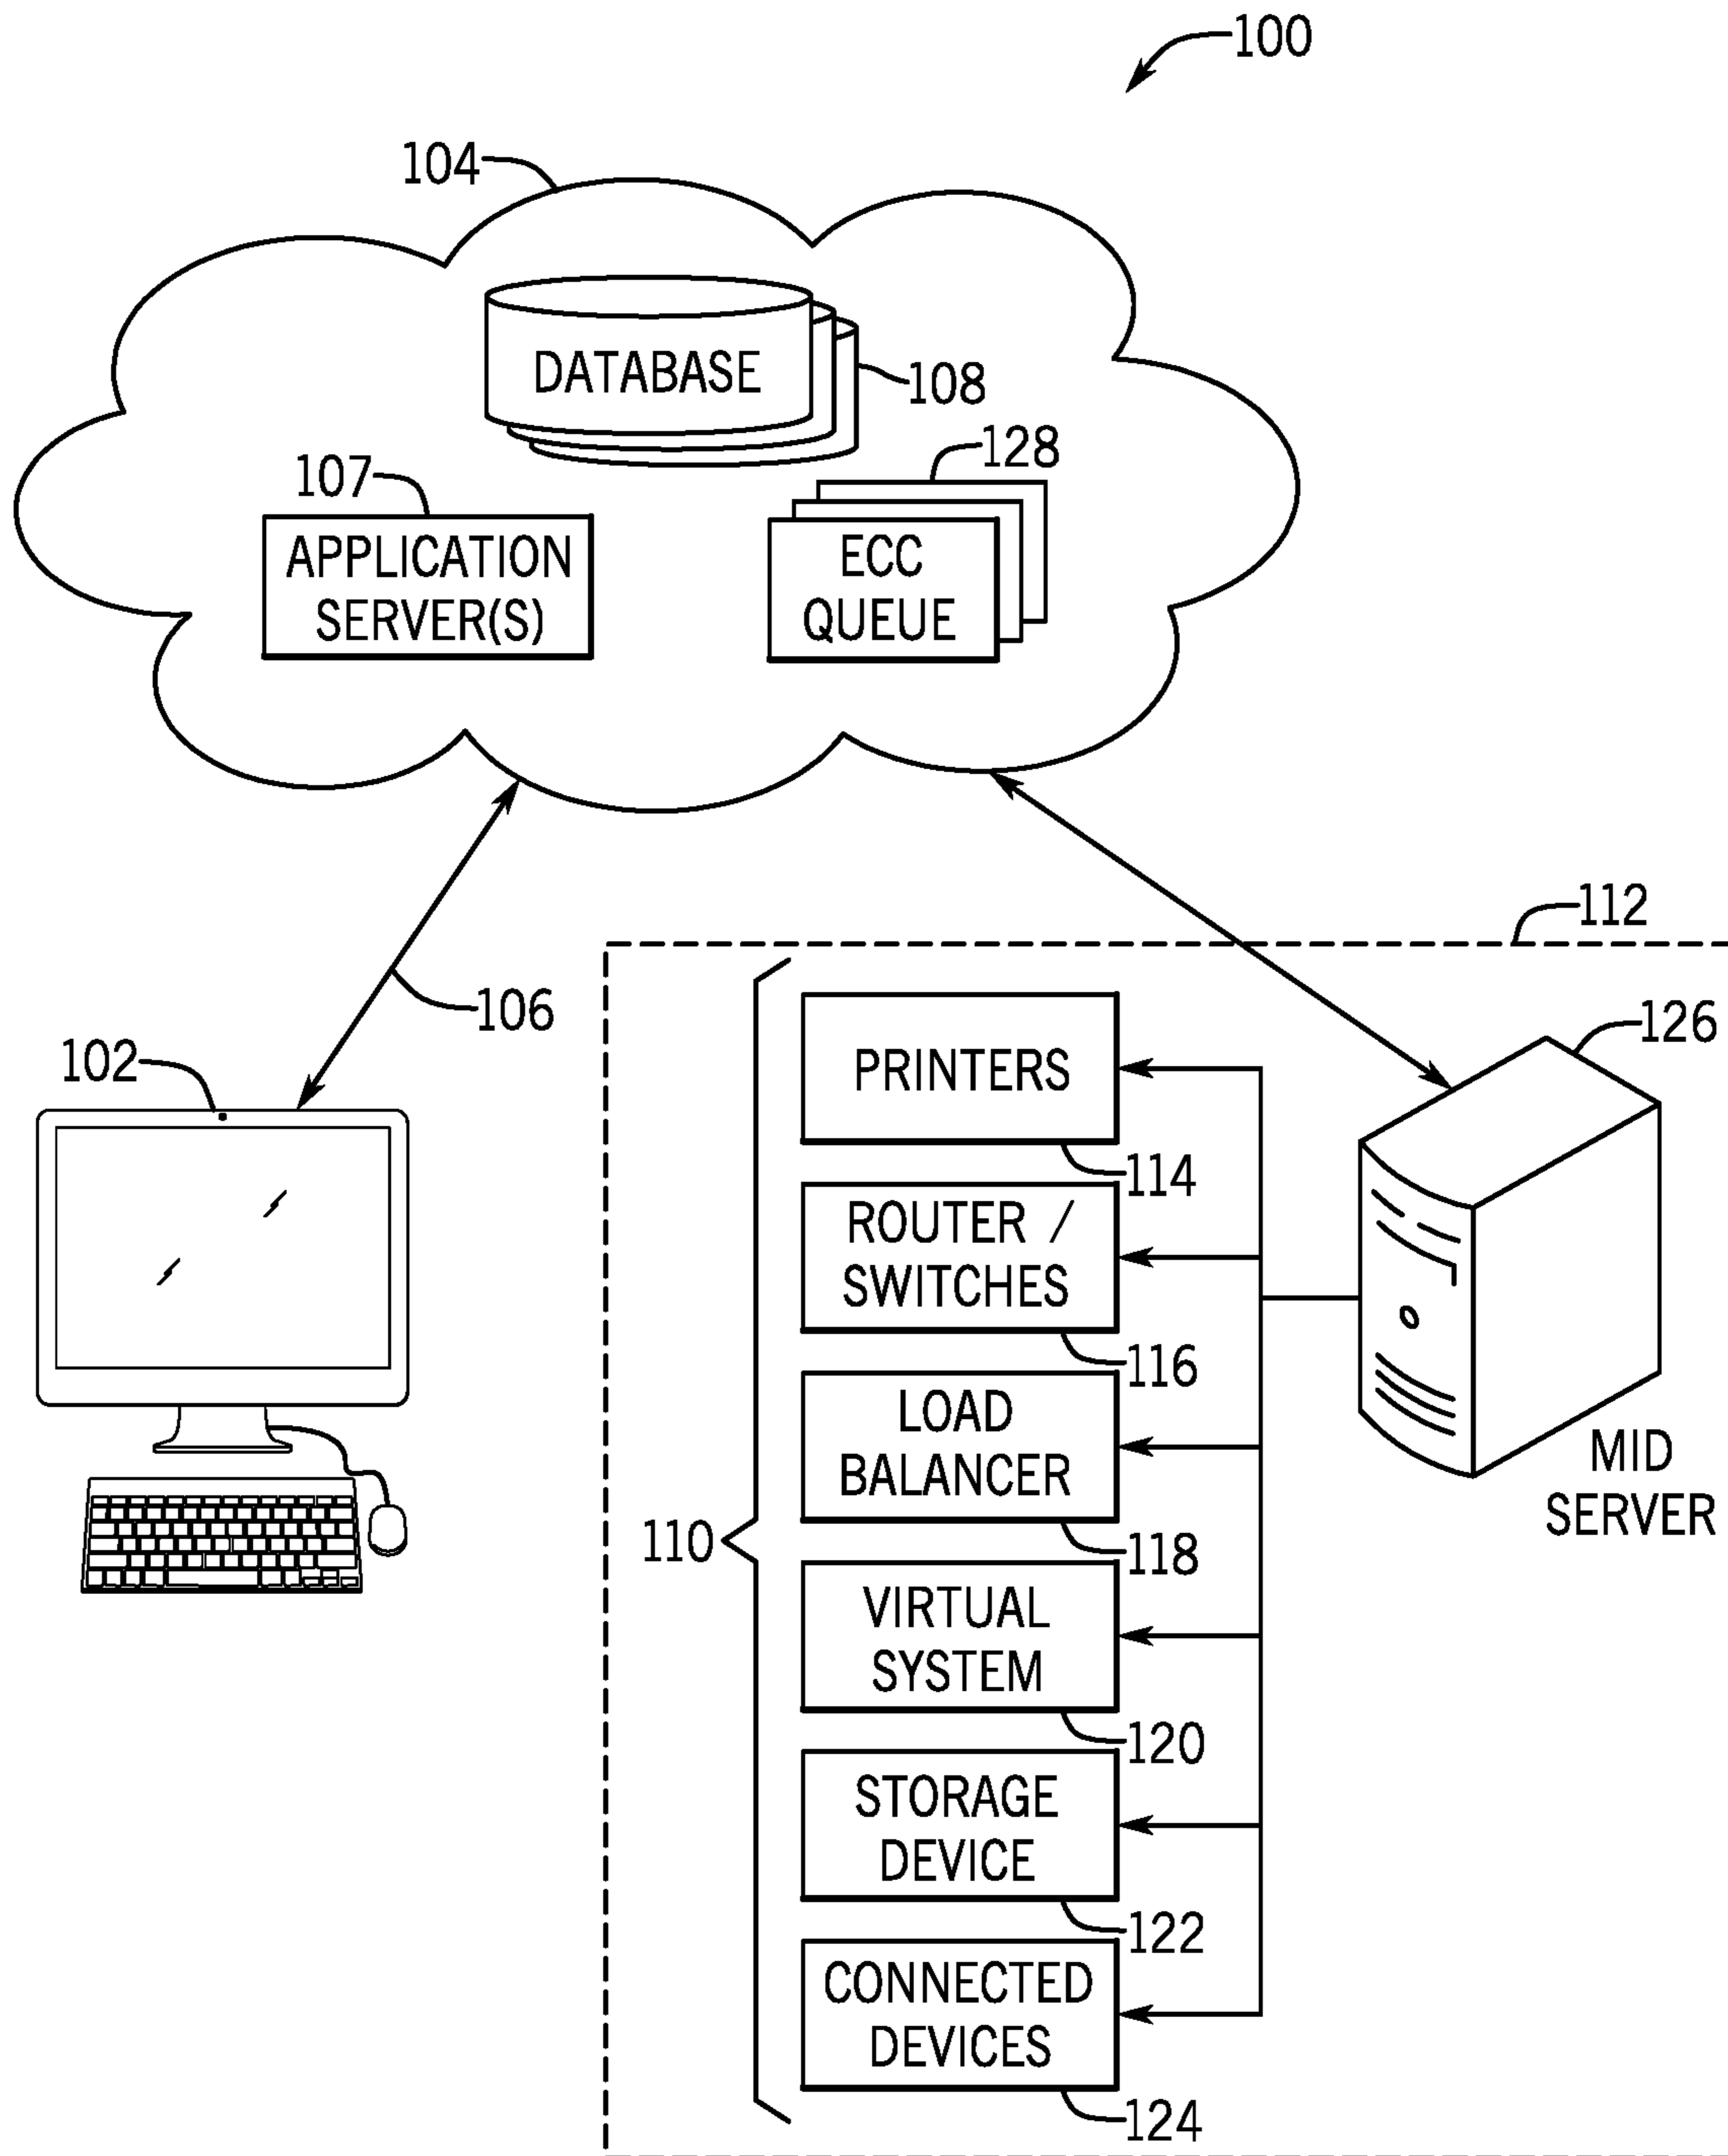 100
104
DATABASE
108
128
107
APPLICATION
SERVER(S)
ECC
QUEUE
112
106
126
102
PRINTERS
114
ROUTER /
SWITCHES
116
LOAD
BALANCER
MID
SERVER
110
118
VIRTUAL
SYSTEM
120
STORAGE
DEVICE
122
CONNECTED
DEVICES
124